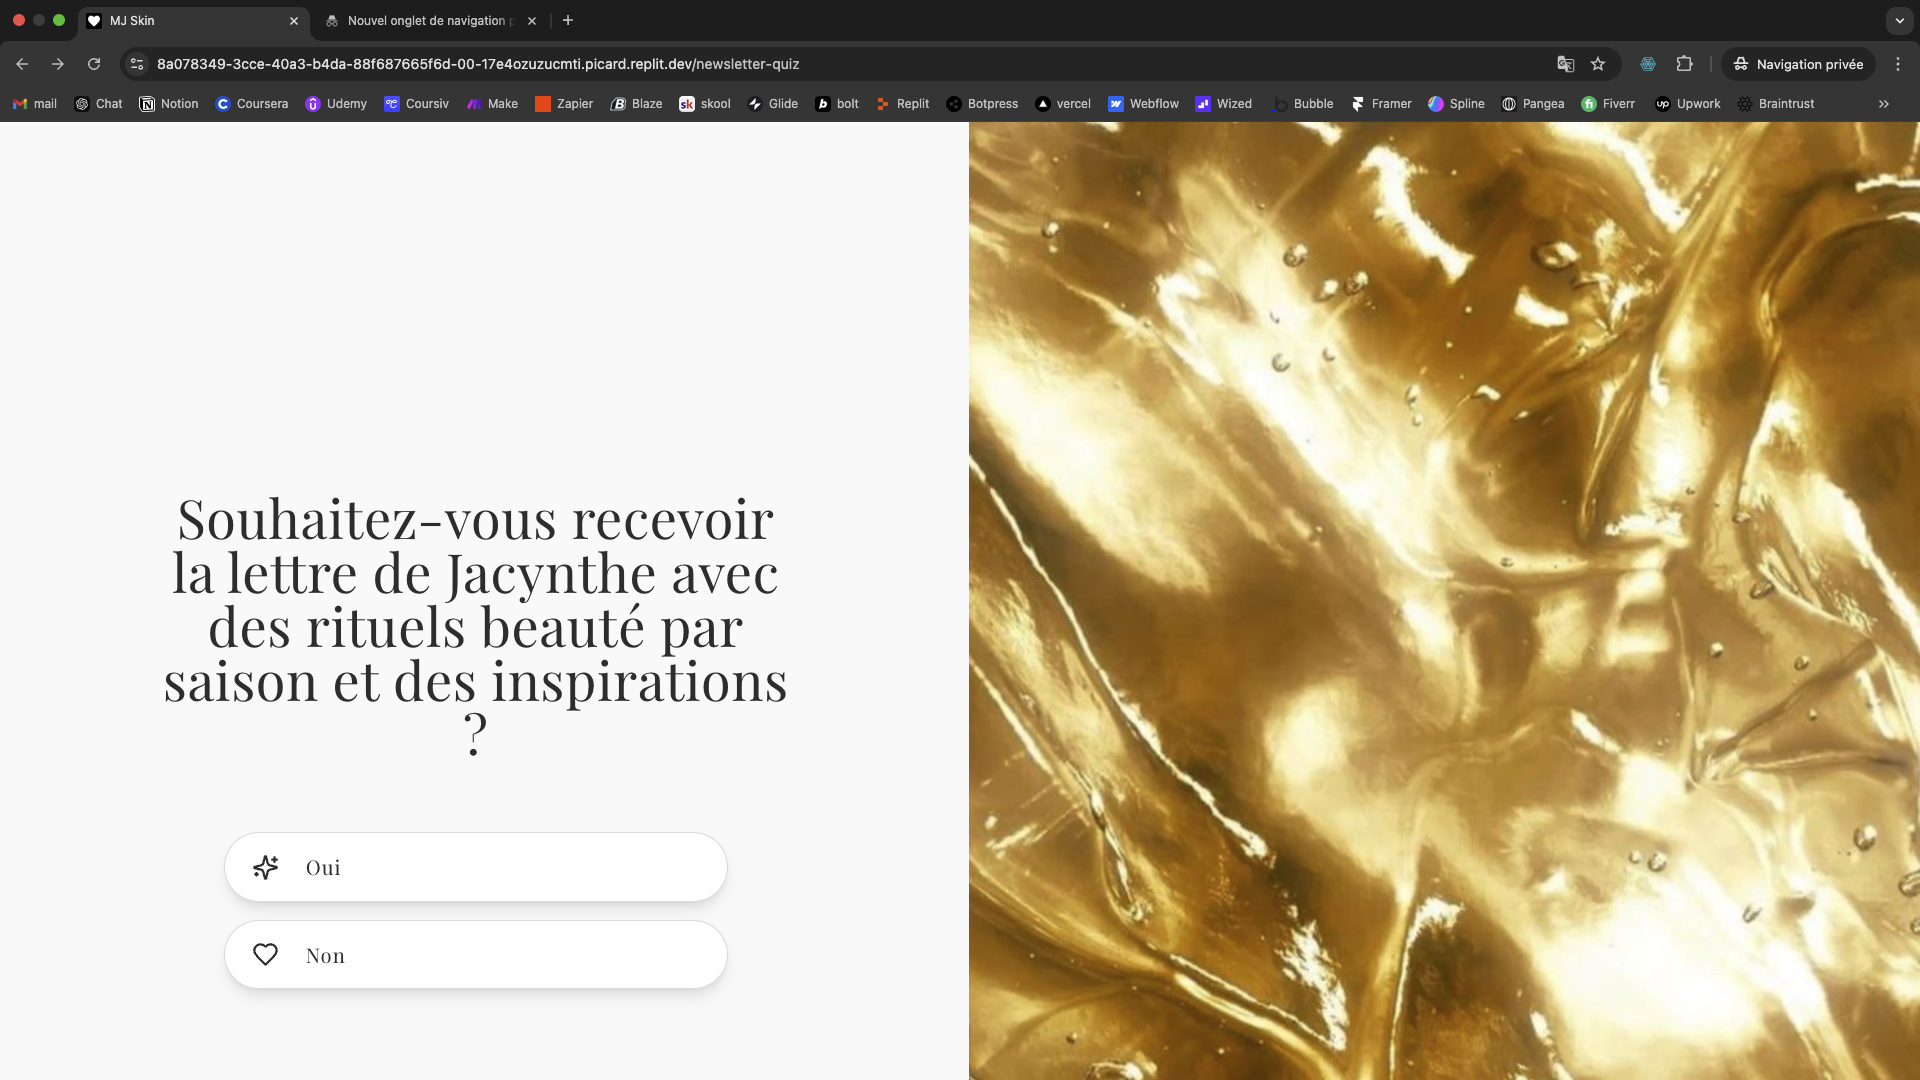 MJ Skin
Nouvel onglet de navigation p
8a078349-3cce-40a3-b4da-88f687665f6d-00-17e4ozuzucmti.picard.replit.dev/newsletter-quiz
Navigation privée
mail Chat Notion Coursera Udemy Coursiv Make Zapier Blaze skool Glide bolt Replit Botpress vercel Webflow Wized Bubble Framer Spline Pangea Fiverr Upwork Braintrust
Souhaitez-vous recevoir
la lettre de Jacynthe avec
des rituels beauté par
saison et des inspirations
?
Oui
Non